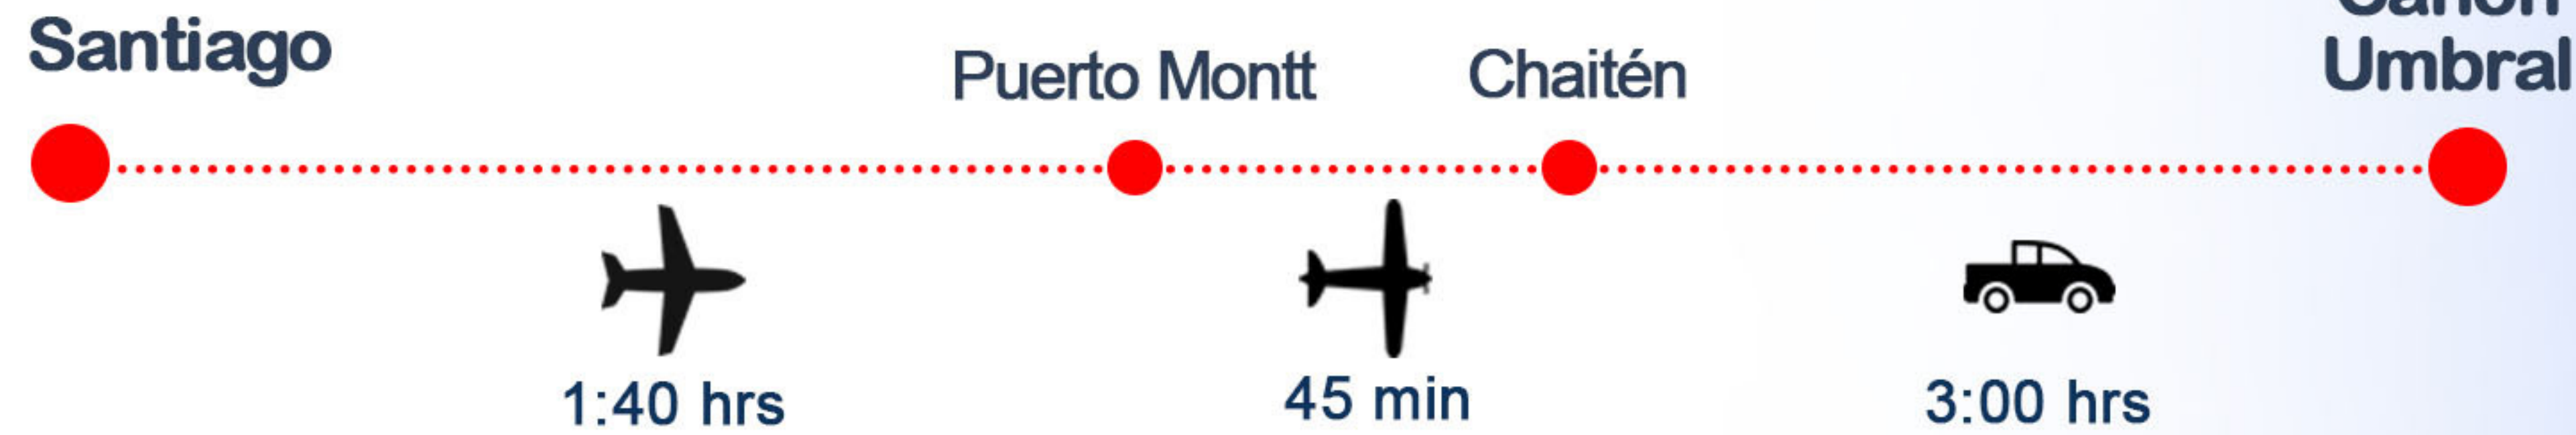 Santiago
Puerto Montt
Chaitén
Umbral
1:40 hrs
45 min
3:00 hrs